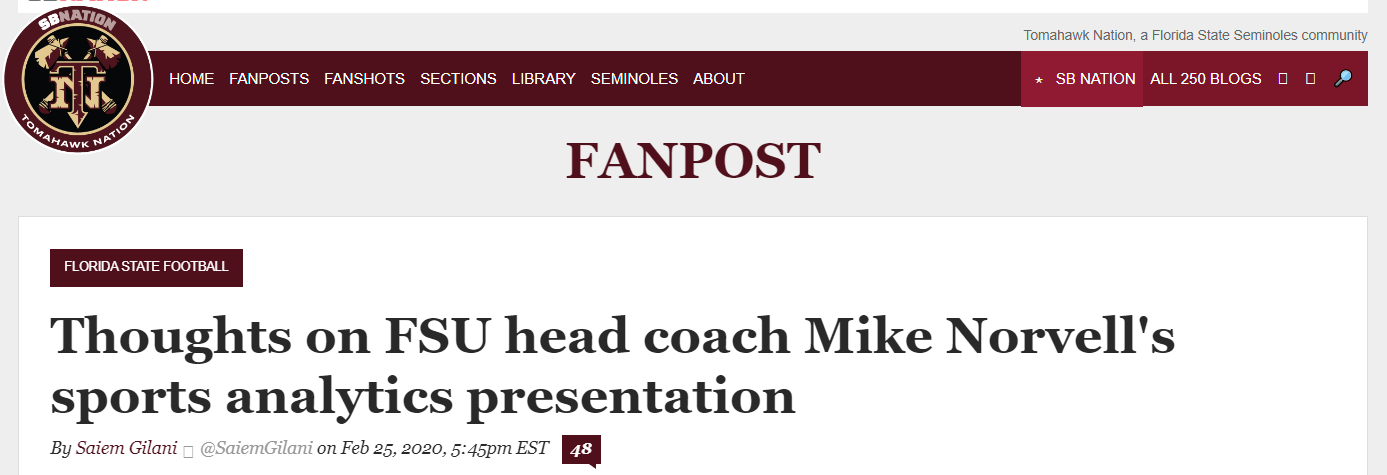 SBNATION
TN
TOMAHAWK NATION
Tomahawk Nation, a Florida State Seminoles community
HOME FANPOSTS FANSHOTS SECTIONS LIBRARY SEMINOLES ABOUT
★ SB NATION ALL 250 BLOGS
FANPOST
FLORIDA STATE FOOTBALL
Thoughts on FSU head coach Mike Norvell's
sports analytics presentation
By Saiem Gilani @SaiemGilani on Feb 25, 2020, 5:45pm EST 48